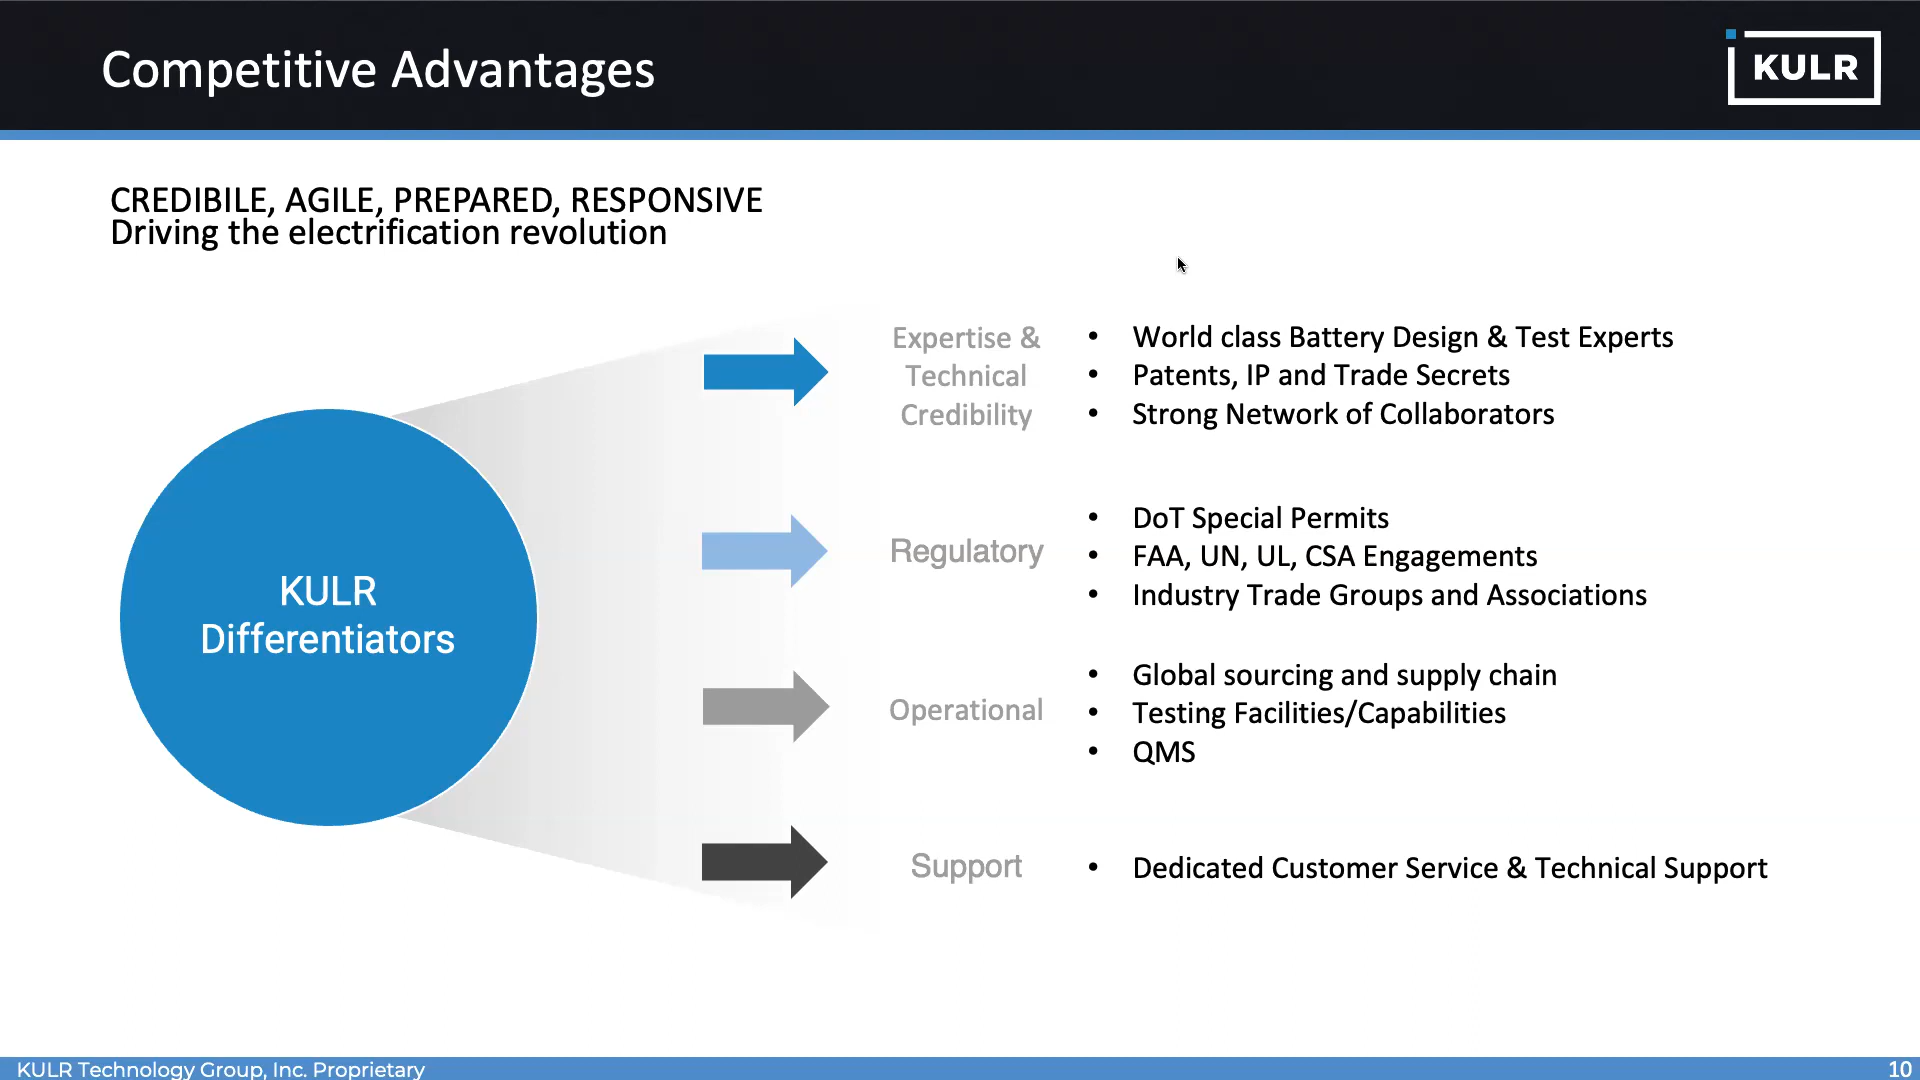 Competitive Advantages
KULR
CREDIBILE, AGILE, PREPARED, RESPONSIVE
Driving the electrification revolution
KULR
Differentiators
Expertise &
Technical
Credibility
• World class Battery Design & Test Experts
• Patents, IP and Trade Secrets
• Strong Network of Collaborators
Regulatory
• DoT Special Permits
• FAA, UN, UL, CSA Engagements
• Industry Trade Groups and Associations
Operational
• Global sourcing and supply chain
• Testing Facilities/Capabilities
• QMS
Support
• Dedicated Customer Service & Technical Support
KULR Technology Group, Inc. Proprietary
10